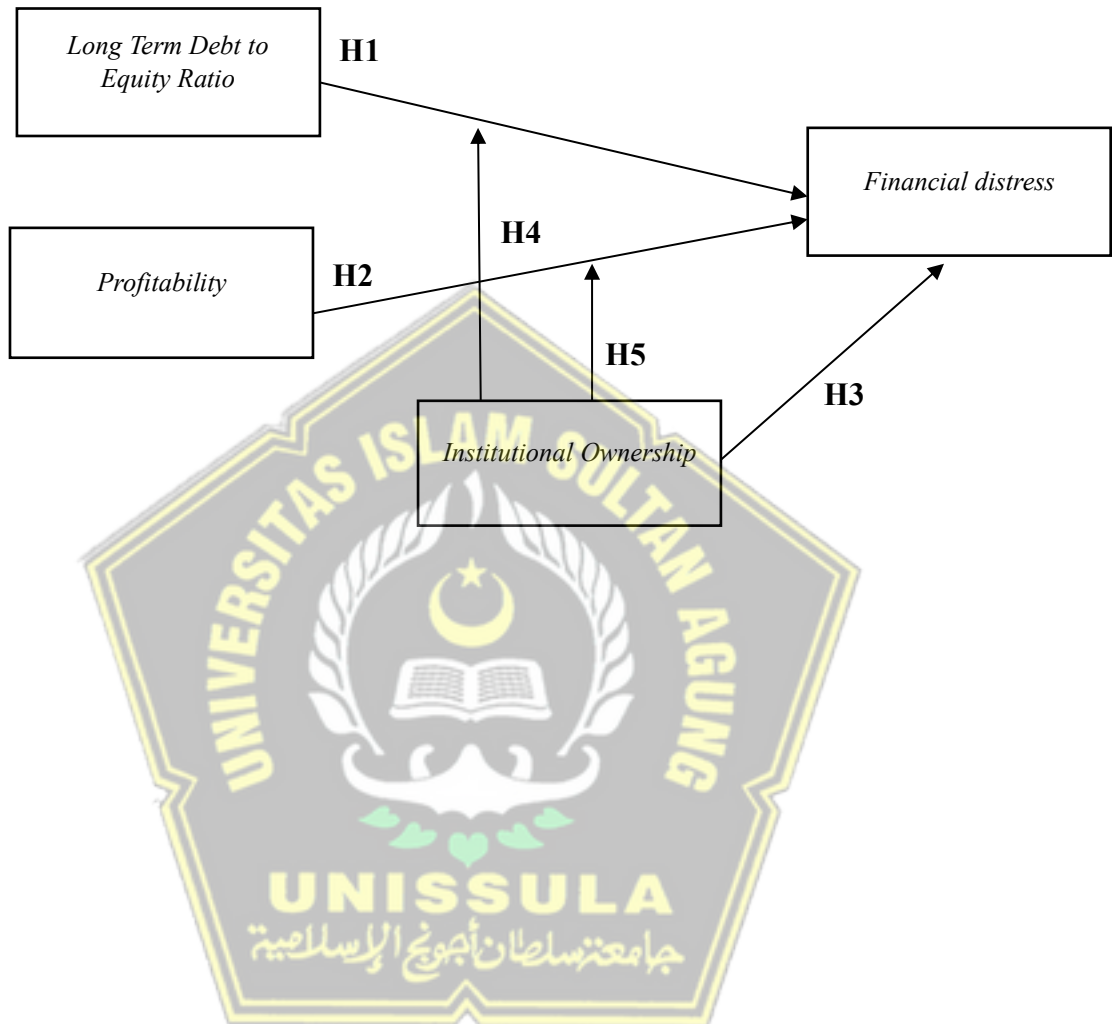 Long Term Debt to
Equity Ratio
H1
Financial distress
H4
Profitability
H2
H5
H3
Institutional Ownership
UNIVERSITAS ISLAM SULTAN AGUNG
UNISSULA
جامعة سلطان أجونج الإسلامية